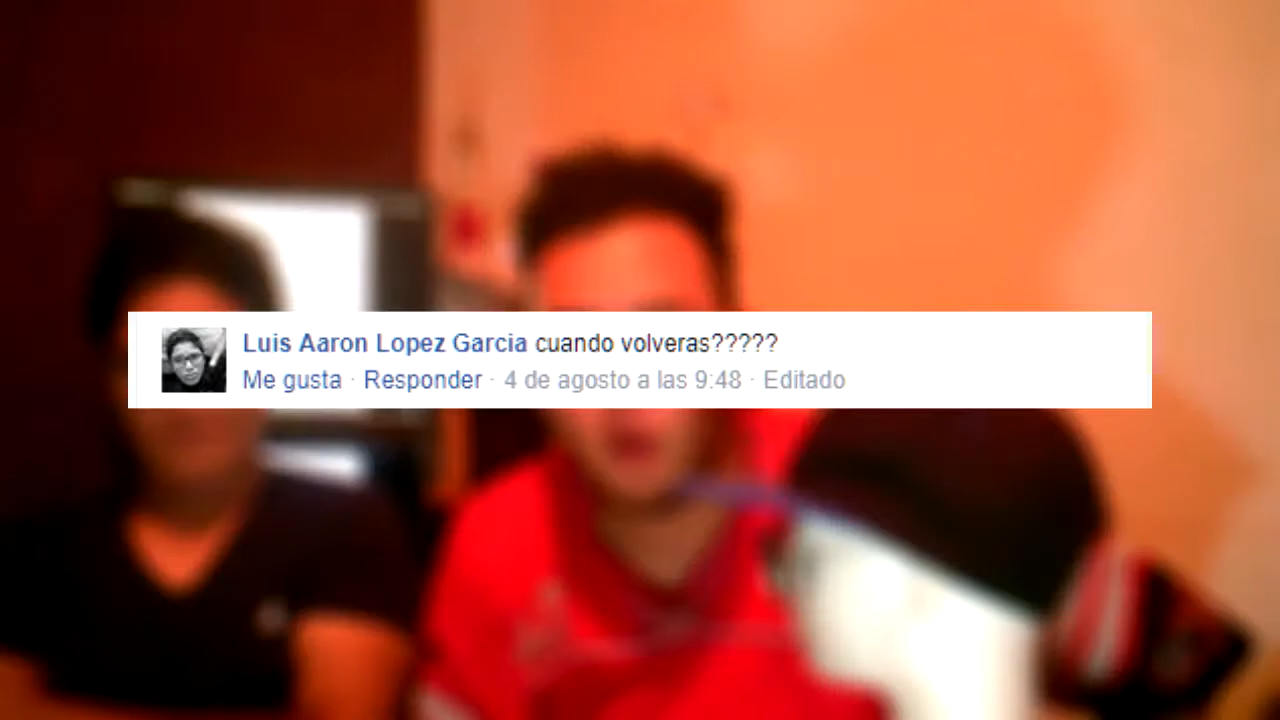 Luis Aaron Lopez Garcia cuando volveras?????
Me gusta · Responder · 4 de agosto a las 9:48 · Editado